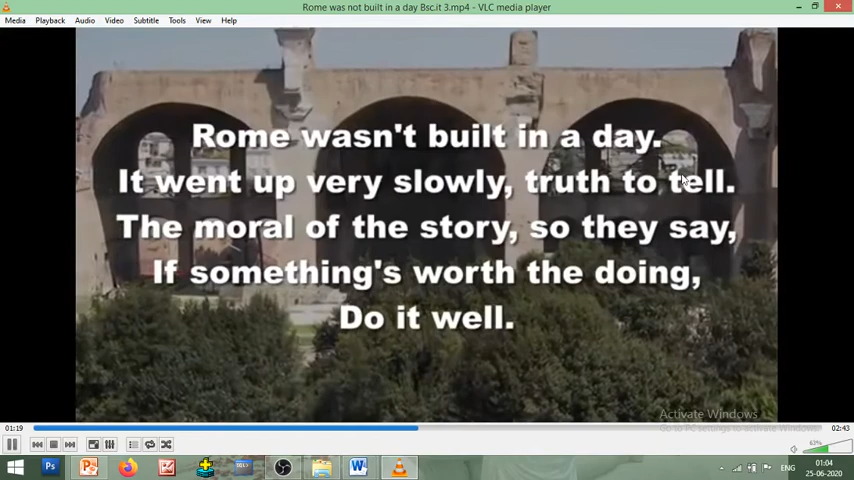 Rome was not built in a day Bsc.it 3.mp4 - VLC media player
Media Playback Audio Video Subtitle Tools View Help
Rome wasn't built in a day.
It went up very slowly, truth to tell.
The moral of the story, so they say,
If something's worth the doing,
Do it well.
Activate Windows
Go to PC settings to activate Windows.
01:19
02:43
63%
Ps
ENG
01:04
25-06-2020